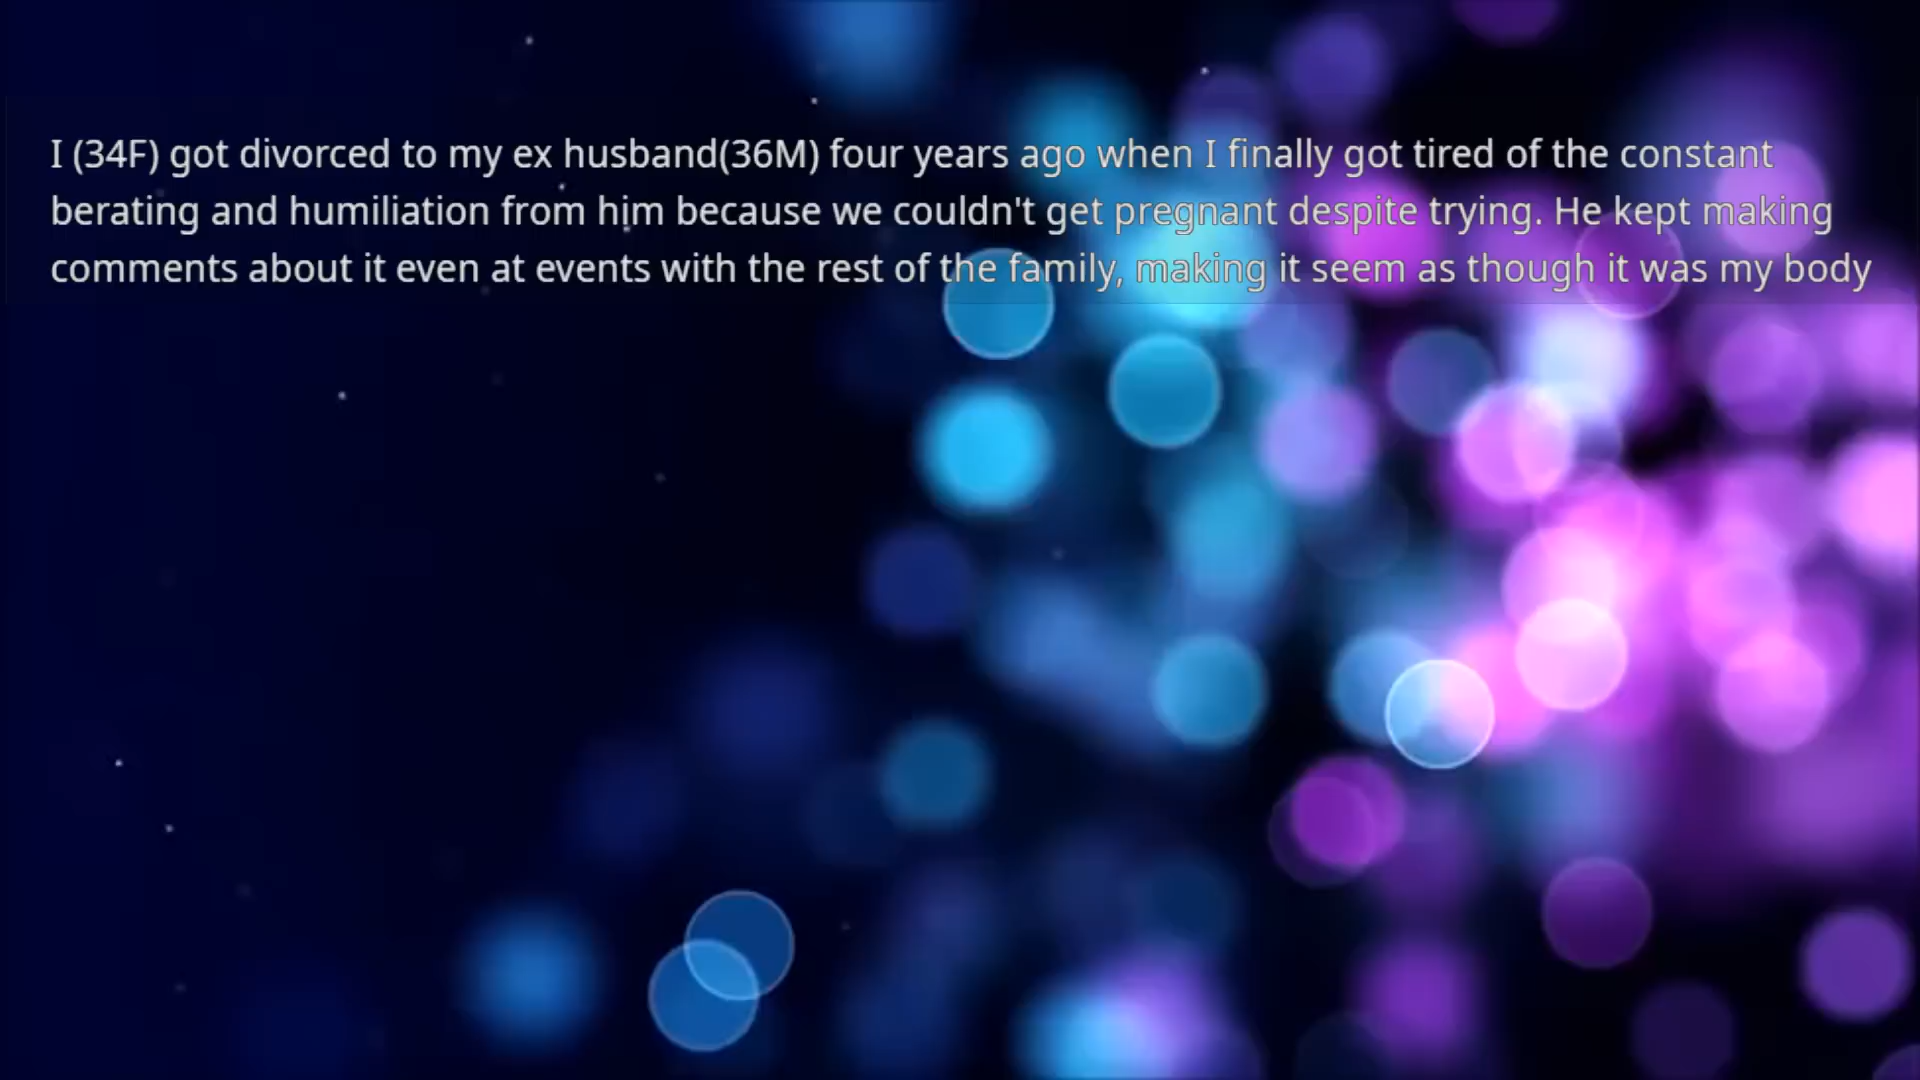 I (34F) got divorced to my ex husband(36M) four years ago when I finally got tired of the constant
berating and humiliation from him because we couldn't get pregnant despite trying. He kept making
comments about it even at events with the rest of the family, making it seem as though it was my body